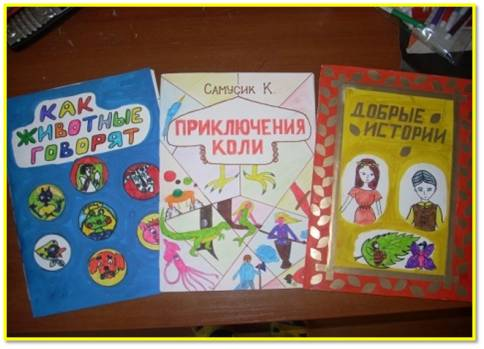 КАК
ЖИВОТНЫЕ
ГОВОРЯТ
САМУСИК К.
ПРИКЛЮЧЕНИЯ
КОЛИ
ДОБРЫЕ
ИСТОРИИ